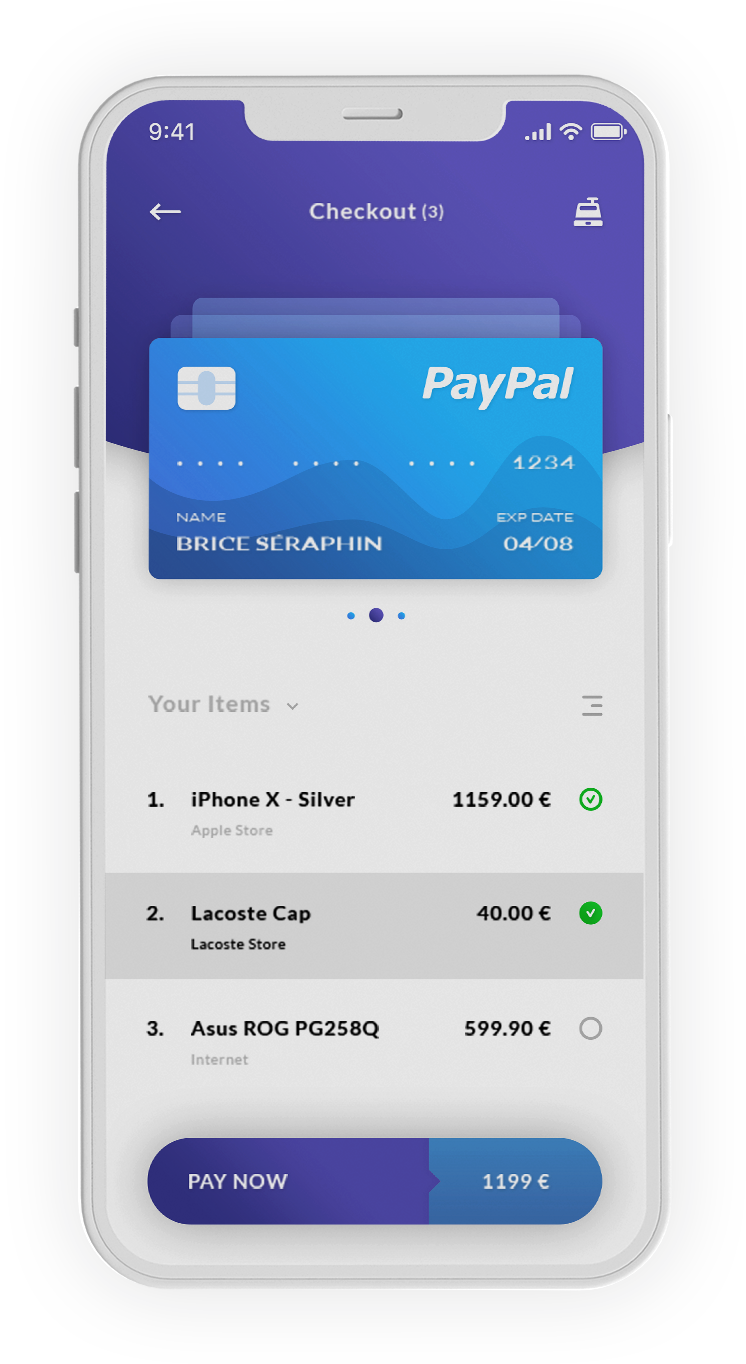 9:41
Checkout (3)
PayPal
1234
NAME EXP DATE
BRICE SÉRAPHIN 04/08
Your Items
1. iPhone X - Silver 1159.00 €
Apple Store
2. Lacoste Cap 40.00 €
Lacoste Store
3. Asus ROG PG258Q 599.90 €
Internet
PAY NOW 1199 €